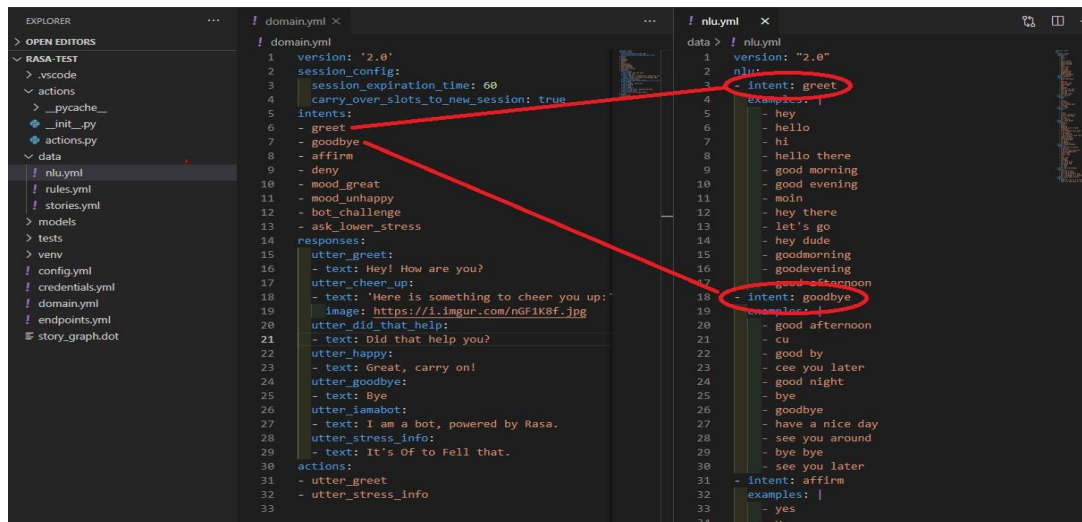 EXPLORER
OPEN EDITORS
RASA-TEST
.vscode
actions
__pycache__
__init__.py
actions.py
data
nlu.yml
rules.yml
stories.yml
models
tests
venv
config.yml
credentials.yml
domain.yml
endpoints.yml
story_graph.dot
domain.yml
domain.yml
1 version: '2.0'
2 session_config:
3 session_expiration_time: 60
4 carry_over_slots_to_new_session: true
5 intents:
6 - greet
7 - goodbye
8 - affirm
9 - deny
10 - mood_great
11 - mood_unhappy
12 - bot_challenge
13 - ask_lower_stress
14 responses:
15 utter_greet:
16 - text: Hey! How are you?
17 utter_cheer_up:
18 - text: 'Here is something to cheer you up:'
19 image: https://i.imgur.com/nGF1K8f.jpg
20 utter_did_that_help:
21 - text: Did that help you?
22 utter_happy:
23 - text: Great, carry on!
24 utter_goodbye:
25 - text: Bye
26 utter_iamabot:
27 - text: I am a bot, powered by Rasa.
28 utter_stress_info:
29 - text: It's Of to Fell that.
30 actions:
31 - utter_greet
32 - utter_stress_info
33
nlu.yml
data > nlu.yml
1 version: "2.0"
2 nlu:
3 - intent: greet
4 examples: |
5 - hey
6 - hello
7 - hi
8 - hello there
9 - good morning
10 - good evening
11 - moin
12 - hey there
13 - let's go
14 - hey dude
15 - goodmorning
16 - goodevening
17 - good afternoon
18 - intent: goodbye
19 examples: |
20 - good afternoon
21 - cu
22 - good by
23 - cee you later
24 - good night
25 - bye
26 - goodbye
27 - have a nice day
28 - see you around
29 - bye bye
30 - see you later
31 - intent: affirm
32 examples: |
33 - yes
34